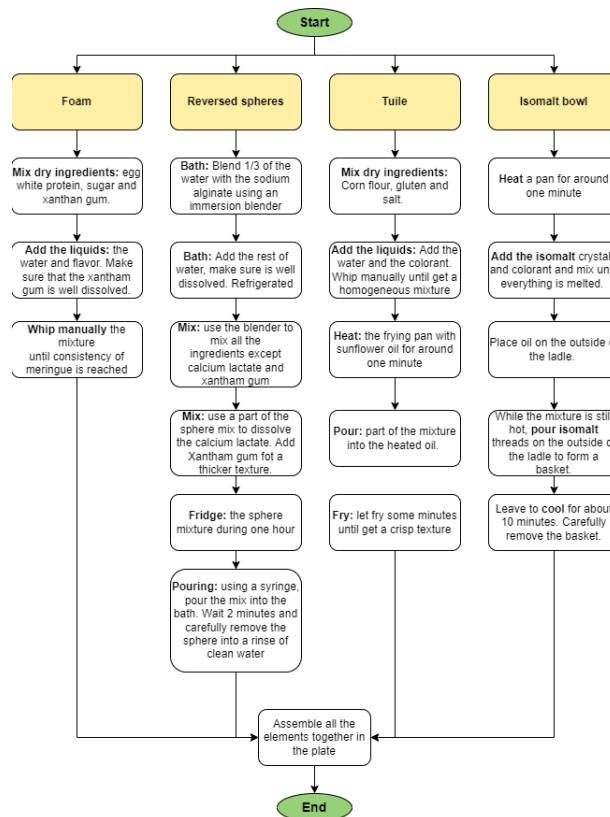 Start
Foam
Mix dry ingredients: egg
white protein, sugar and
xanthan gum.
Add the liquids: the
water and flavor. Make
sure that the xantham
gum is well dissolved.
Whip manually the
mixture
until consistency of
meringue is reached
Reversed spheres
Bath: Blend 1/3 of the
water with the sodium
alginate using an
immersion blender
Bath: Add the rest of
water, make sure is well
dissolved. Refrigerated
Mix: use the blender to
mix all the
ingredients except
calcium lactate and
xantham gum
Mix: use a part of the
sphere mix to dissolve
the calcium lactate. Add
Xantham gum fot a
thicker texture.
Fridge: the sphere
mixture during one hour
Pouring: using a syringe,
pour the mix into the
bath. Wait 2 minutes and
carefully remove the
sphere into a rinse of
clean water
Tuile
Mix dry ingredients:
Corn flour, gluten and
salt.
Add the liquids: Add the
water and the colorant.
Whip manually until get a
homogeneous mixture
Heat: the frying pan with
sunflower oil for around
one minute
Pour: part of the mixture
into the heated oil.
Fry: let fry some minutes
until get a crisp texture
Isomalt bowl
Heat a pan for around
one minute
Add the isomalt crystal
and colorant and mix unt
everything is melted.
Place oil on the outside o
the ladle.
While the mixture is still
hot, pour isomalt
threads on the outside o
the ladle to form a
basket.
Leave to cool for about
10 minutes. Carefully
remove the basket.
Assemble all the
elements together in
the plate
End